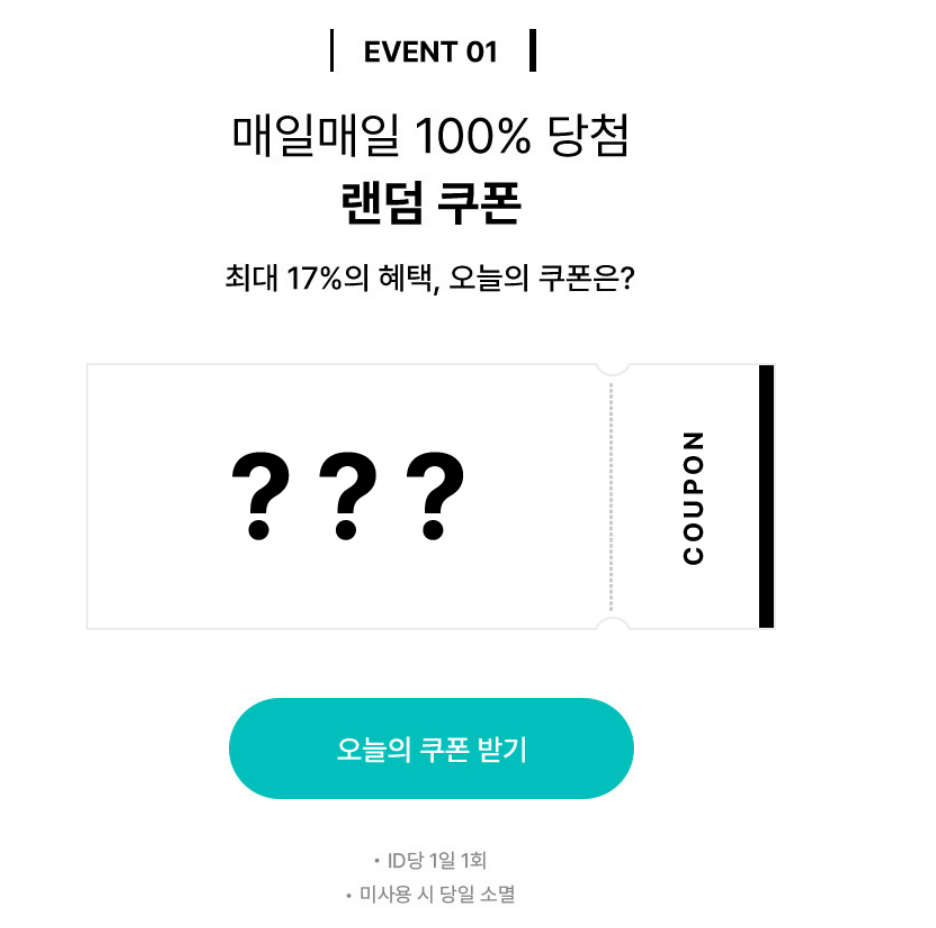 EVENT 01
매일매일 100% 당첨
랜덤 쿠폰
최대 17%의 혜택, 오늘의 쿠폰은?
???
COUPON
오늘의 쿠폰 받기
• ID당 1일 1회
• 미사용 시 당일 소멸